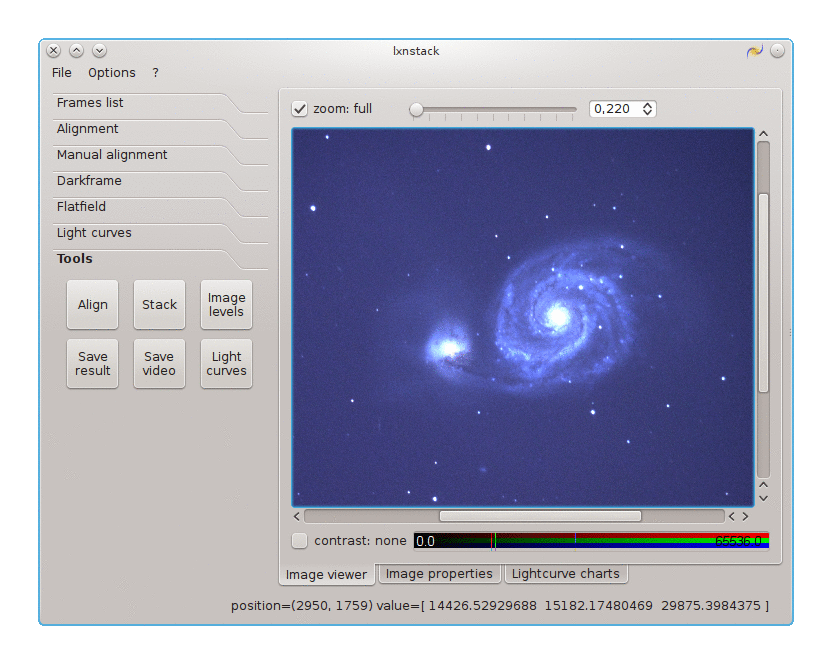 lxnstack
File Options ?
Frames list
Alignment
Manual alignment
Darkframe
Flatfield
Light curves
Tools
Align
Stack
Image
levels
Save
result
Save
video
Light
curves
zoom: full
0,220
contrast: none
0.0
65536.0
Image viewer
Image properties
Lightcurve charts
position=(2950, 1759) value=[ 14426.52929688 15182.17480469 29875.3984375 ]